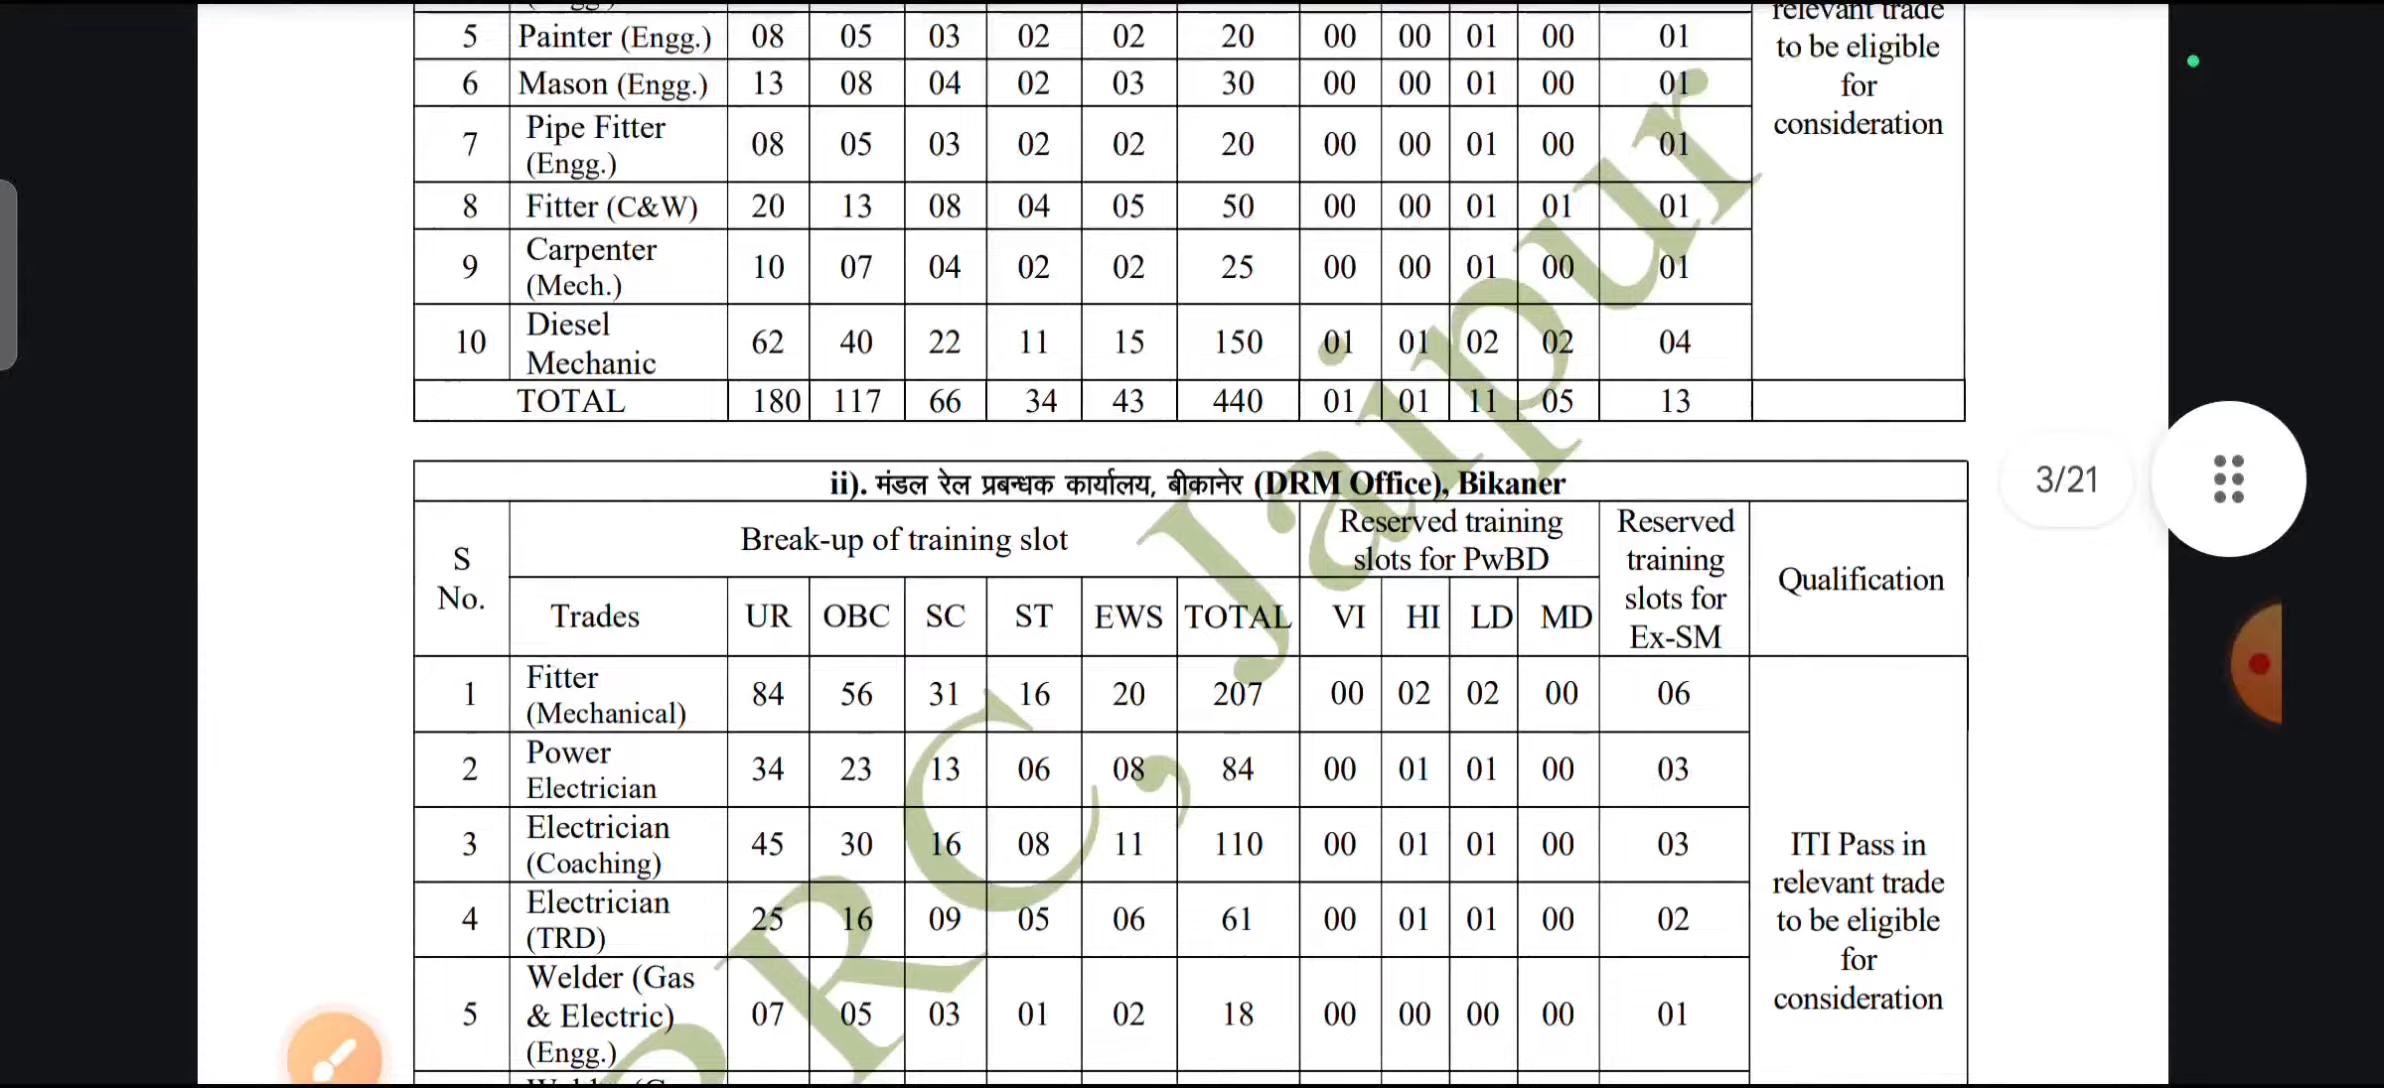 relevant trade
5 Painter (Engg.) 08 05 03 02 02 20 00 00 01 00 01 to be eligible
6 Mason (Engg.) 13 08 04 02 03 30 00 00 01 00 01 for
consideration
7 Pipe Fitter
(Engg.) 08 05 03 02 02 20 00 00 01 00 01
8 Fitter (C&W) 20 13 08 04 05 50 00 00 01 01 01
9 Carpenter
(Mech.) 10 07 04 02 02 25 00 00 01 00 01
10 Diesel
Mechanic 62 40 22 11 15 150 01 01 02 02 04
TOTAL 180 117 66 34 43 440 01 01 11 05 13
ii). मंडल रेल प्रबन्धक कार्यालय, बीकानेर (DRM Office), Bikaner
S
No.
Break-up of training slot
Reserved training
slots for PwBD
Reserved
training
slots for
Ex-SM
Qualification
Trades UR OBC SC ST EWS TOTAL VI HI LD MD
1 Fitter
(Mechanical) 84 56 31 16 20 207 00 02 02 00 06
2 Power
Electrician 34 23 13 06 08 84 00 01 01 00 03
3 Electrician
(Coaching) 45 30 16 08 11 110 00 01 01 00 03
4 Electrician
(TRD) 25 16 09 05 06 61 00 01 01 00 02
5 Welder (Gas
& Electric)
(Engg.) 07 05 03 01 02 18 00 00 00 00 01
ITI Pass in
relevant trade
to be eligible
for
consideration
3/21
RC, Jaipur